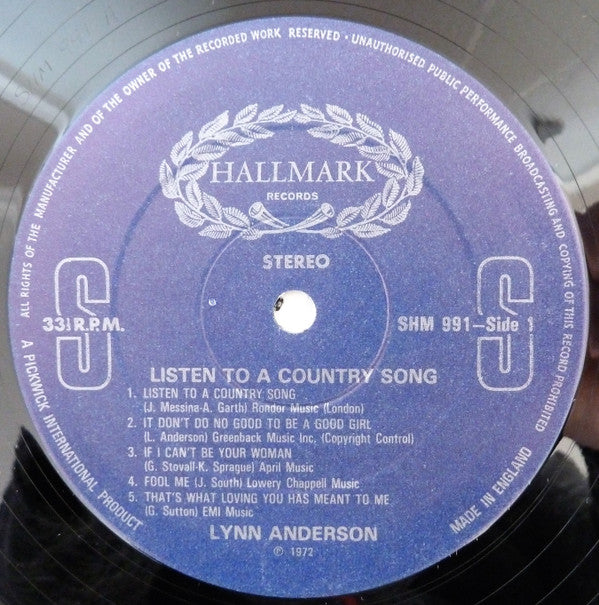 ALL RIGHTS OF THE MANUFACTURER AND OF THE OWNER OF THE RECORDED WORK RESERVED • UNAUTHORISED PUBLIC PERFORMANCE BROADCASTING AND COPYING OF THIS RECORD PROHIBITED
HALLMARK
RECORDS
STEREO
S
S
33⅓ R.P.M.
SHM 991–Side 1
LISTEN TO A COUNTRY SONG
1. LISTEN TO A COUNTRY SONG
(J. Messina-A. Garth) Rondor Music (London)
2. IT DON'T DO NO GOOD TO BE A GOOD GIRL
(L. Anderson) Greenback Music Inc. (Copyright Control)
3. IF I CAN'T BE YOUR WOMAN
(G. Stovall-K. Sprague) April Music
4. FOOL ME (J. South) Lowery Chappell Music
5. THAT'S WHAT LOVING YOU HAS MEANT TO ME
(G. Sutton) EMI Music
LYNN ANDERSON
℗ 1972
A PICKWICK INTERNATIONAL PRODUCT
MADE IN ENGLAND